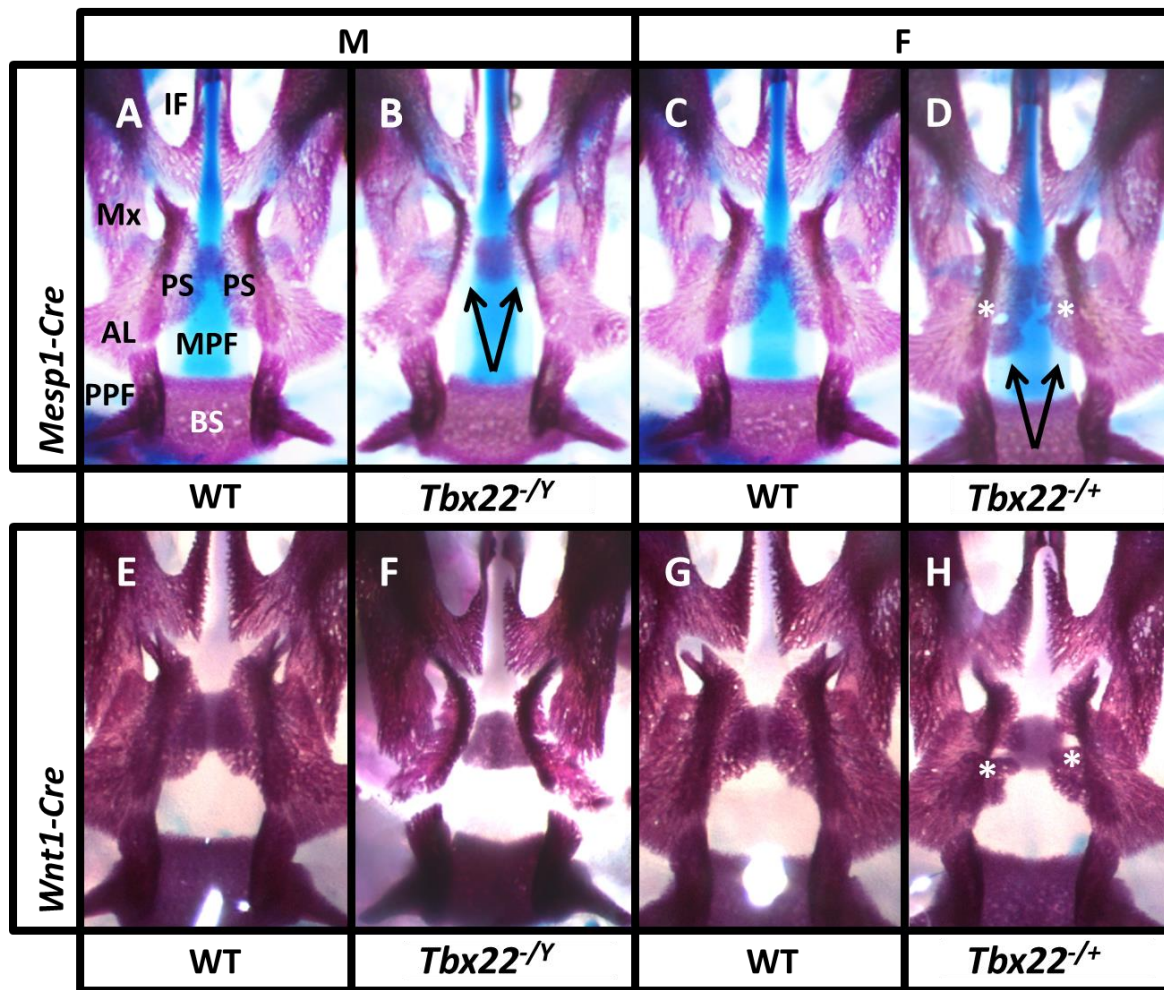 M F
Mesp1-Cre
A IF B C D
Mx
PS PS
* *
AL MPF
PPF
BS
WT Tbx22-/Y WT Tbx22-/+
Wnt1-Cre
E F G H
* *
WT Tbx22-/Y WT Tbx22-/+